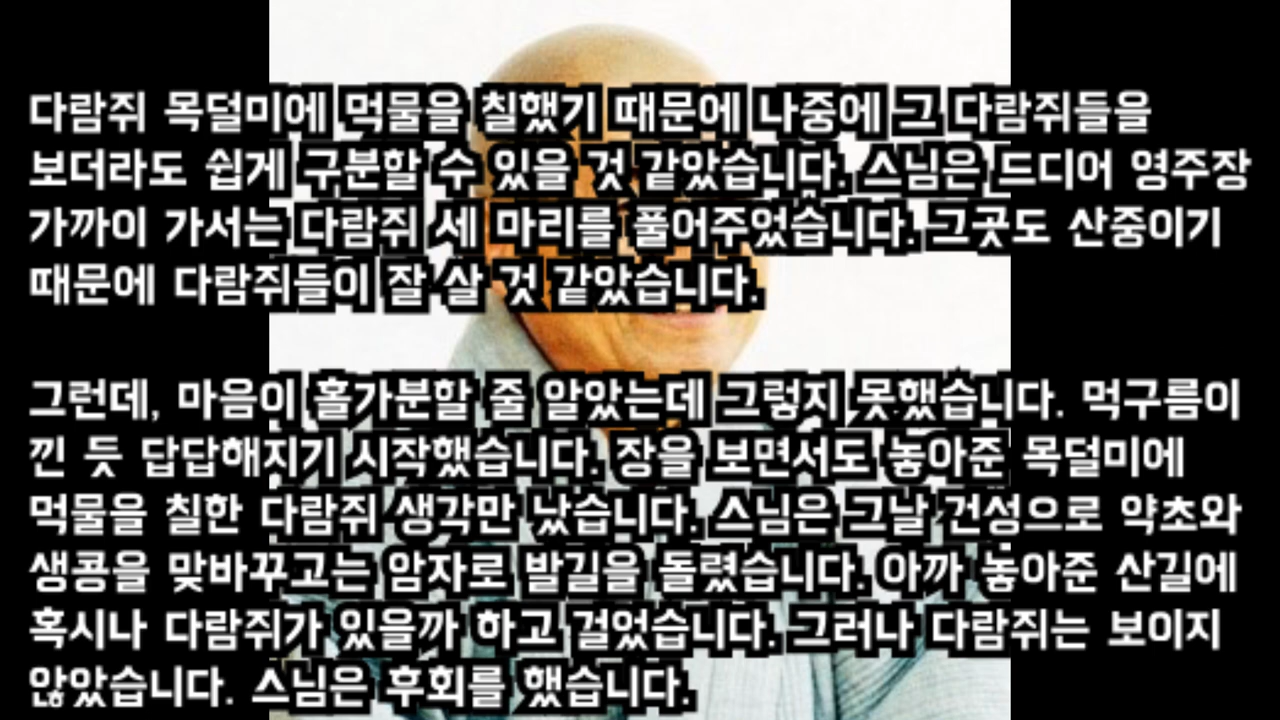 다람쥐 목덜미에 먹물을 칠했기 때문에 나중에 그 다람쥐들을
보더라도 쉽게 구분할 수 있을 것 같았습니다. 스님은 드디어 영주장
가까이 가서는 다람쥐 세 마리를 풀어주었습니다. 그곳도 산중이기
때문에 다람쥐들이 잘 살 것 같았습니다.
그런데, 마음이 홀가분할 줄 알았는데 그렇지 못했습니다. 먹구름이
낀 듯 답답해지기 시작했습니다. 장을 보면서도 놓아준 목덜미에
먹물을 칠한 다람쥐 생각만 났습니다. 스님은 그날 건성으로 약초와
생콩을 맞바꾸고는 암자로 발길을 돌렸습니다. 아까 놓아준 산길에
혹시나 다람쥐가 있을까 하고 걸었습니다. 그러나 다람쥐는 보이지
않았습니다. 스님은 후회를 했습니다.